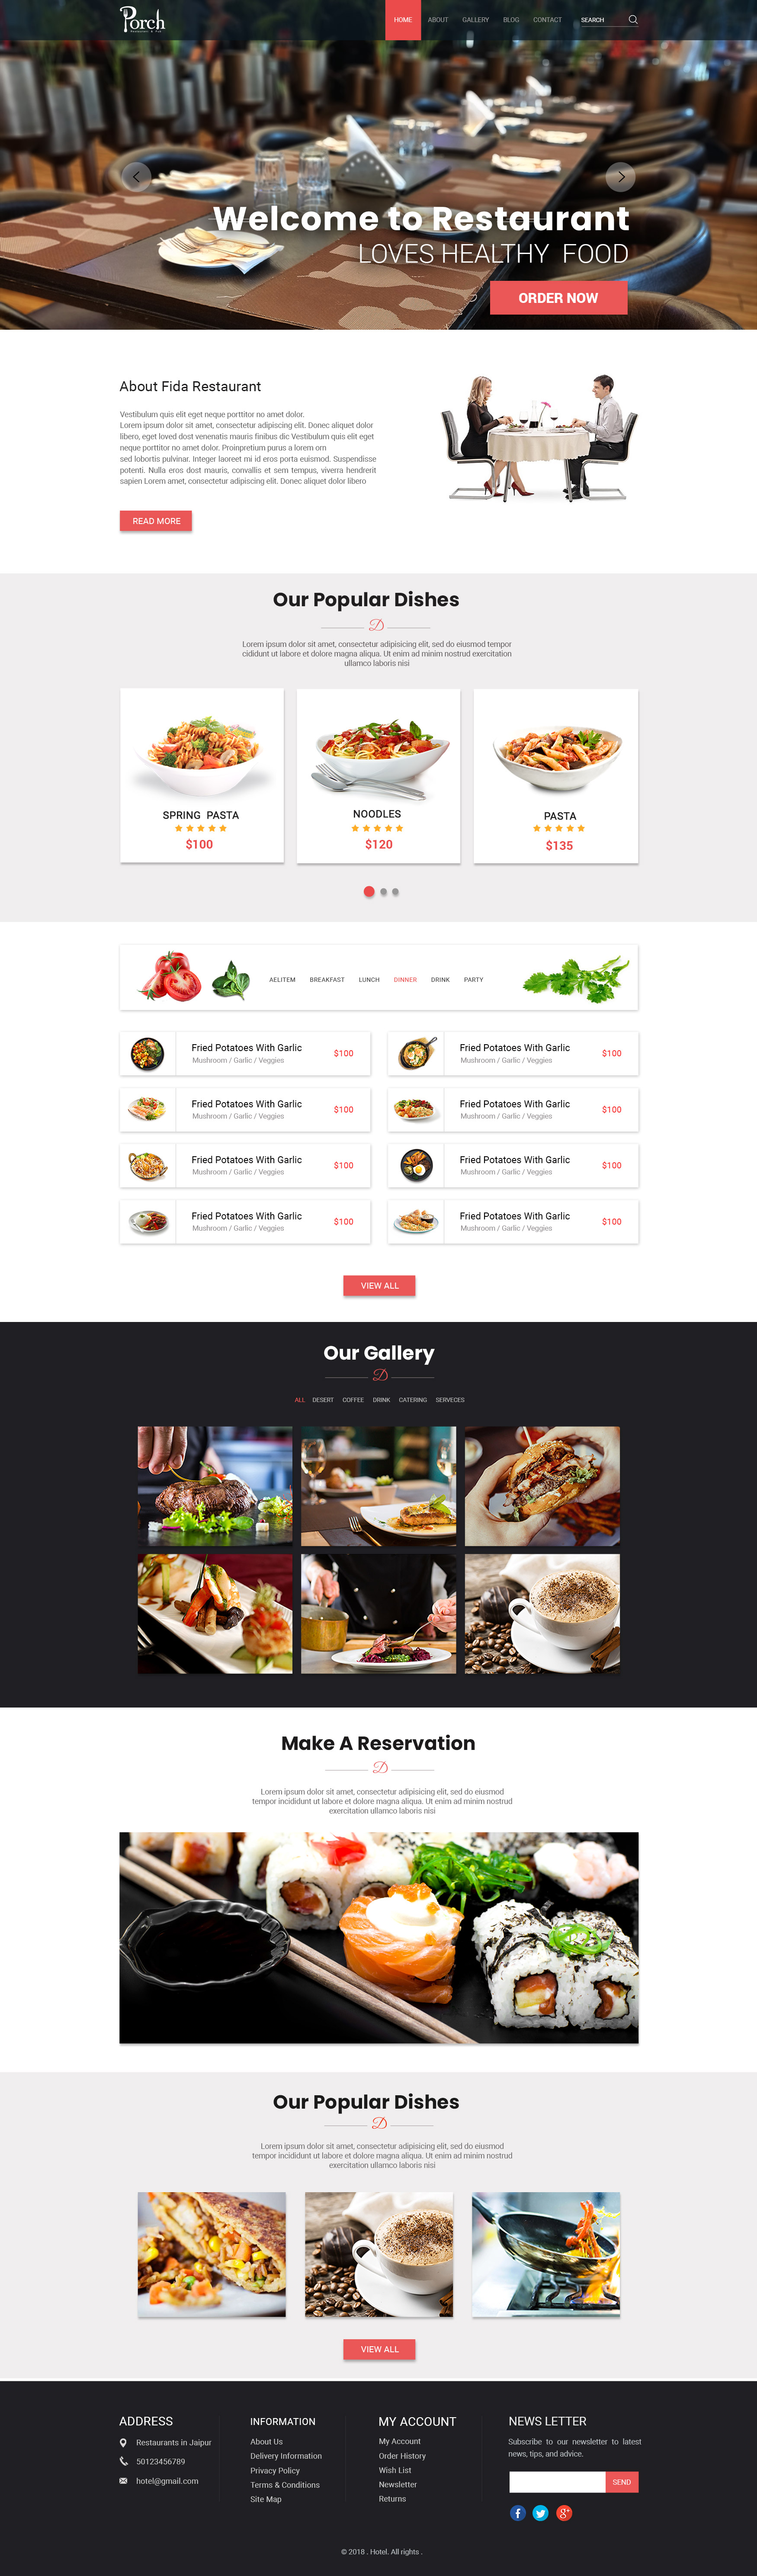 Porch
Restaurant & Pub
HOME ABOUT GALLERY BLOG CONTACT SEARCH
Welcome to Restaurant
LOVES HEALTHY FOOD
ORDER NOW
About Fida Restaurant
Vestibulum quis elit eget neque porttitor no amet dolor.
Lorem ipsum dolor sit amet, consectetur adipiscing elit. Donec aliquet dolor
libero, eget loved dost venenatis mauris finibus dic Vestibulum quis elit eget
neque porttitor no amet dolor. Proinpretium purus a lorem orn
sed lobortis pulvinar. Integer laoreet mi id eros porta euismod. Suspendisse
potenti. Nulla eros dost mauris, convallis et sem tempus, viverra hendrerit
sapien Lorem amet, consectetur adipiscing elit. Donec aliquet dolor libero
READ MORE
Our Popular Dishes
D
Lorem ipsum dolor sit amet, consectetur adipisicing elit, sed do eiusmod tempor
cididunt ut labore et dolore magna aliqua. Ut enim ad minim nostrud exercitation
ullamco laboris nisi
SPRING PASTA
$100
NOODLES
$120
PASTA
$135
AELITEM BREAKFAST LUNCH DINNER DRINK PARTY
Fried Potatoes With Garlic
Mushroom / Garlic / Veggies
$100
Fried Potatoes With Garlic
Mushroom / Garlic / Veggies
$100
Fried Potatoes With Garlic
Mushroom / Garlic / Veggies
$100
Fried Potatoes With Garlic
Mushroom / Garlic / Veggies
$100
Fried Potatoes With Garlic
Mushroom / Garlic / Veggies
$100
Fried Potatoes With Garlic
Mushroom / Garlic / Veggies
$100
Fried Potatoes With Garlic
Mushroom / Garlic / Veggies
$100
Fried Potatoes With Garlic
Mushroom / Garlic / Veggies
$100
VIEW ALL
Our Gallery
D
ALL DESERT COFFEE DRINK CATERING SERVECES
Make A Reservation
D
Lorem ipsum dolor sit amet, consectetur adipisicing elit, sed do eiusmod
tempor incididunt ut labore et dolore magna aliqua. Ut enim ad minim nostrud
exercitation ullamco laboris nisi
Our Popular Dishes
D
Lorem ipsum dolor sit amet, consectetur adipisicing elit, sed do eiusmod
tempor incididunt ut labore et dolore magna aliqua. Ut enim ad minim nostrud
exercitation ullamco laboris nisi
VIEW ALL
ADDRESS
Restaurants in Jaipur
50123456789
hotel@gmail.com
INFORMATION
About Us
Delivery Information
Privacy Policy
Terms & Conditions
Site Map
MY ACCOUNT
My Account
Order History
Wish List
Newsletter
Returns
NEWS LETTER
Subscribe to our newsletter to latest
news, tips, and advice.
SEND
f g+
© 2018 . Hotel. All rights .